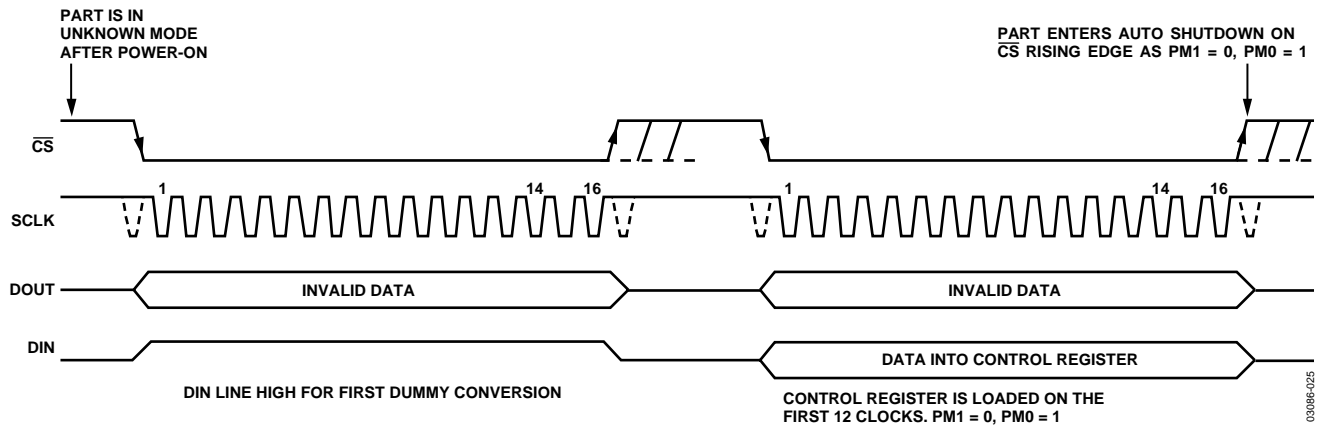 PART IS IN
UNKNOWN MODE
AFTER POWER-ON
PART ENTERS AUTO SHUTDOWN ON
C̅S̅ RISING EDGE AS PM1 = 0, PM0 = 1
C̅S̅
1 14 16 1 14 16
SCLK
DOUT INVALID DATA INVALID DATA
DIN DATA INTO CONTROL REGISTER
DIN LINE HIGH FOR FIRST DUMMY CONVERSION
CONTROL REGISTER IS LOADED ON THE
FIRST 12 CLOCKS. PM1 = 0, PM0 = 1
03086-025